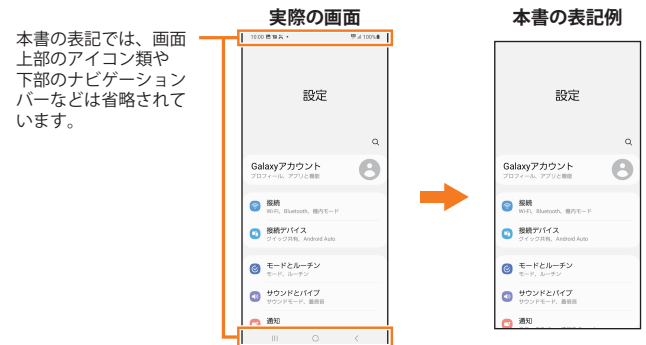 実際の画面
本書の表記例
本書の表記では、画面
上部のアイコン類や
下部のナビゲーション
バーなどは省略されて
います。
10:00
100%
設定
Galaxyアカウント
プロフィール、アプリと機能
接続
Wi-Fi、Bluetooth、機内モード
接続デバイス
クイック共有、Android Auto
モードとルーチン
モード、ルーチン
サウンドとバイブ
サウンドモード、着信音
通知
設定
Galaxyアカウント
プロフィール、アプリと機能
接続
Wi-Fi、Bluetooth、機内モード
接続デバイス
クイック共有、Android Auto
モードとルーチン
モード、ルーチン
サウンドとバイブ
サウンドモード、着信音
通知